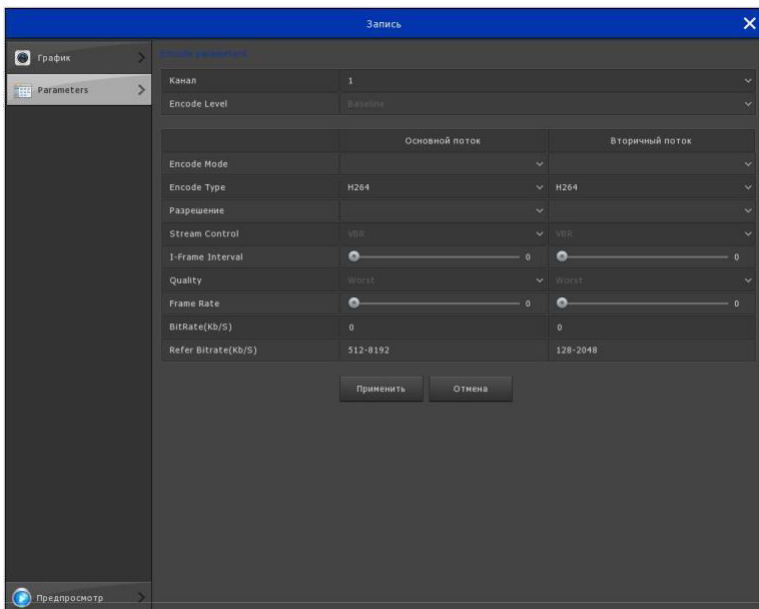 Запись
График
Encode parameters
Parameters
Канал 1
Encode Level Baseline
Основной поток Вторичный поток
Encode Mode
Encode Type H264 H264
Разрешение
Stream Control VBR VBR
I-Frame Interval 0 0
Quality Worst Worst
Frame Rate 0 0
BitRate(Kb/S) 0 0
Refer Bitrate(Kb/S) 512-8192 128-2048
Применить Отмена
Предпросмотр